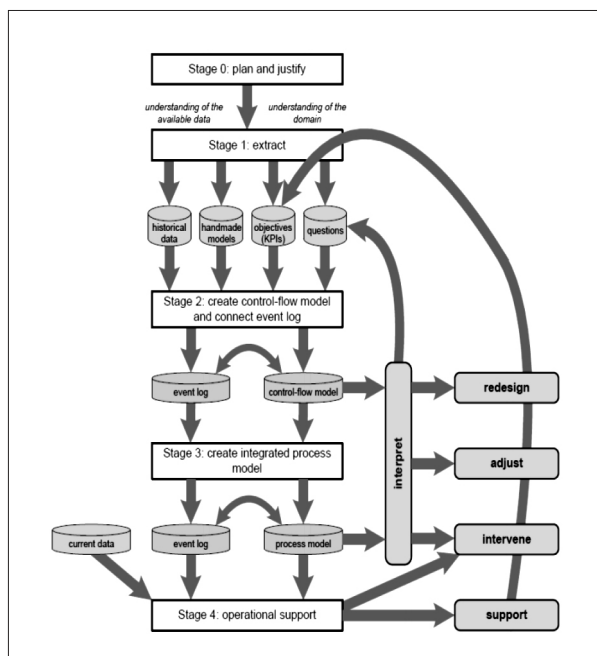 Stage 0: plan and justify
understanding of the
available data
understanding of the
domain
Stage 1: extract
historical
data
handmade
models
objectives
(KPIs)
questions
Stage 2: create control-flow model
and connect event log
event log
control-flow model
interpret
redesign
Stage 3: create integrated process
model
adjust
current data
event log
process model
intervene
Stage 4: operational support
support